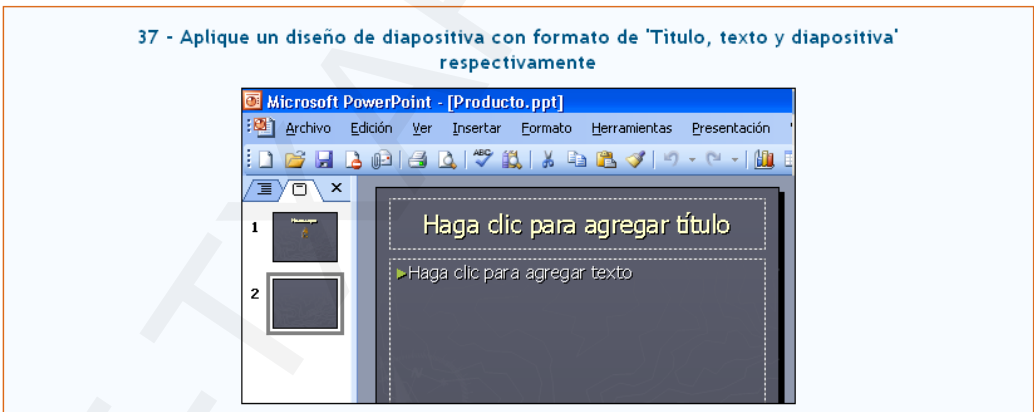 37 - Aplique un diseño de diapositiva con formato de 'Titulo, texto y diapositiva'
respectivamente
Microsoft PowerPoint - [Producto.ppt]
Archivo Edición Ver Insertar Formato Herramientas Presentación
ABC
1
Haga clic para agregar título
Haga clic para agregar texto
2